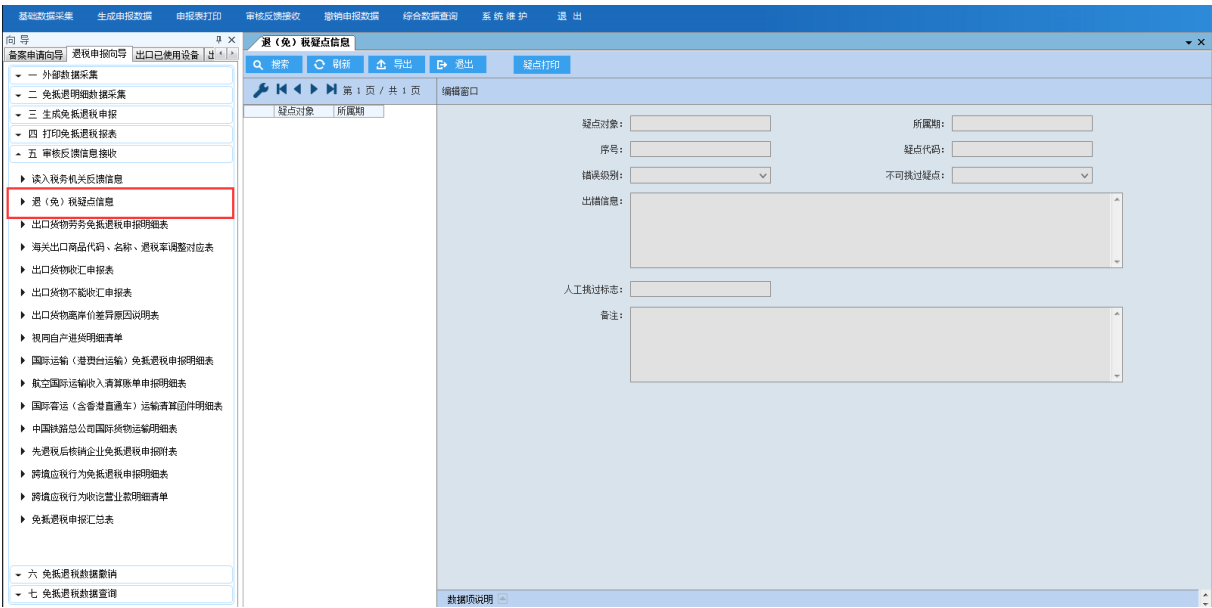 基础数据采集 生成申报数据 申报表打印 审核反馈接收 撤销申报数据 综合数据查询 系统维护 退出
向导
备案申请向导 退税申报向导 出口已使用设备
一 外部数据采集
二 免抵退明细数据采集
三 生成免抵退税申报
四 打印免抵退税报表
五 审核反馈信息接收
读入税务机关反馈信息
退（免）税疑点信息
出口货物劳务免抵退税申报明细表
海关出口商品代码、名称、退税率调整对应表
出口货物收汇申报表
出口货物不能收汇申报表
出口货物离岸价差异原因说明表
视同自产进货明细清单
国际运输（港澳台运输）免抵退税申报明细表
航空国际运输收入清算账单申报明细表
国际客运（含香港直通车）运输清算函件明细表
中国铁路总公司国际货物运输明细表
先退税后核销企业免抵退税申报附表
跨境应税行为免抵退税申报明细表
跨境应税行为收讫营业款明细清单
免抵退税申报汇总表
六 免抵退税数据撤销
七 免抵退税数据查询
退（免）税疑点信息
搜索 刷新 导出 退出 疑点打印
第 1 页 / 共 1 页
疑点对象 所属期
编辑窗口
疑点对象： 所属期：
序号： 疑点代码：
错误级别： 不可挑过疑点：
出错信息：
人工挑过标志：
备注：
数据项说明